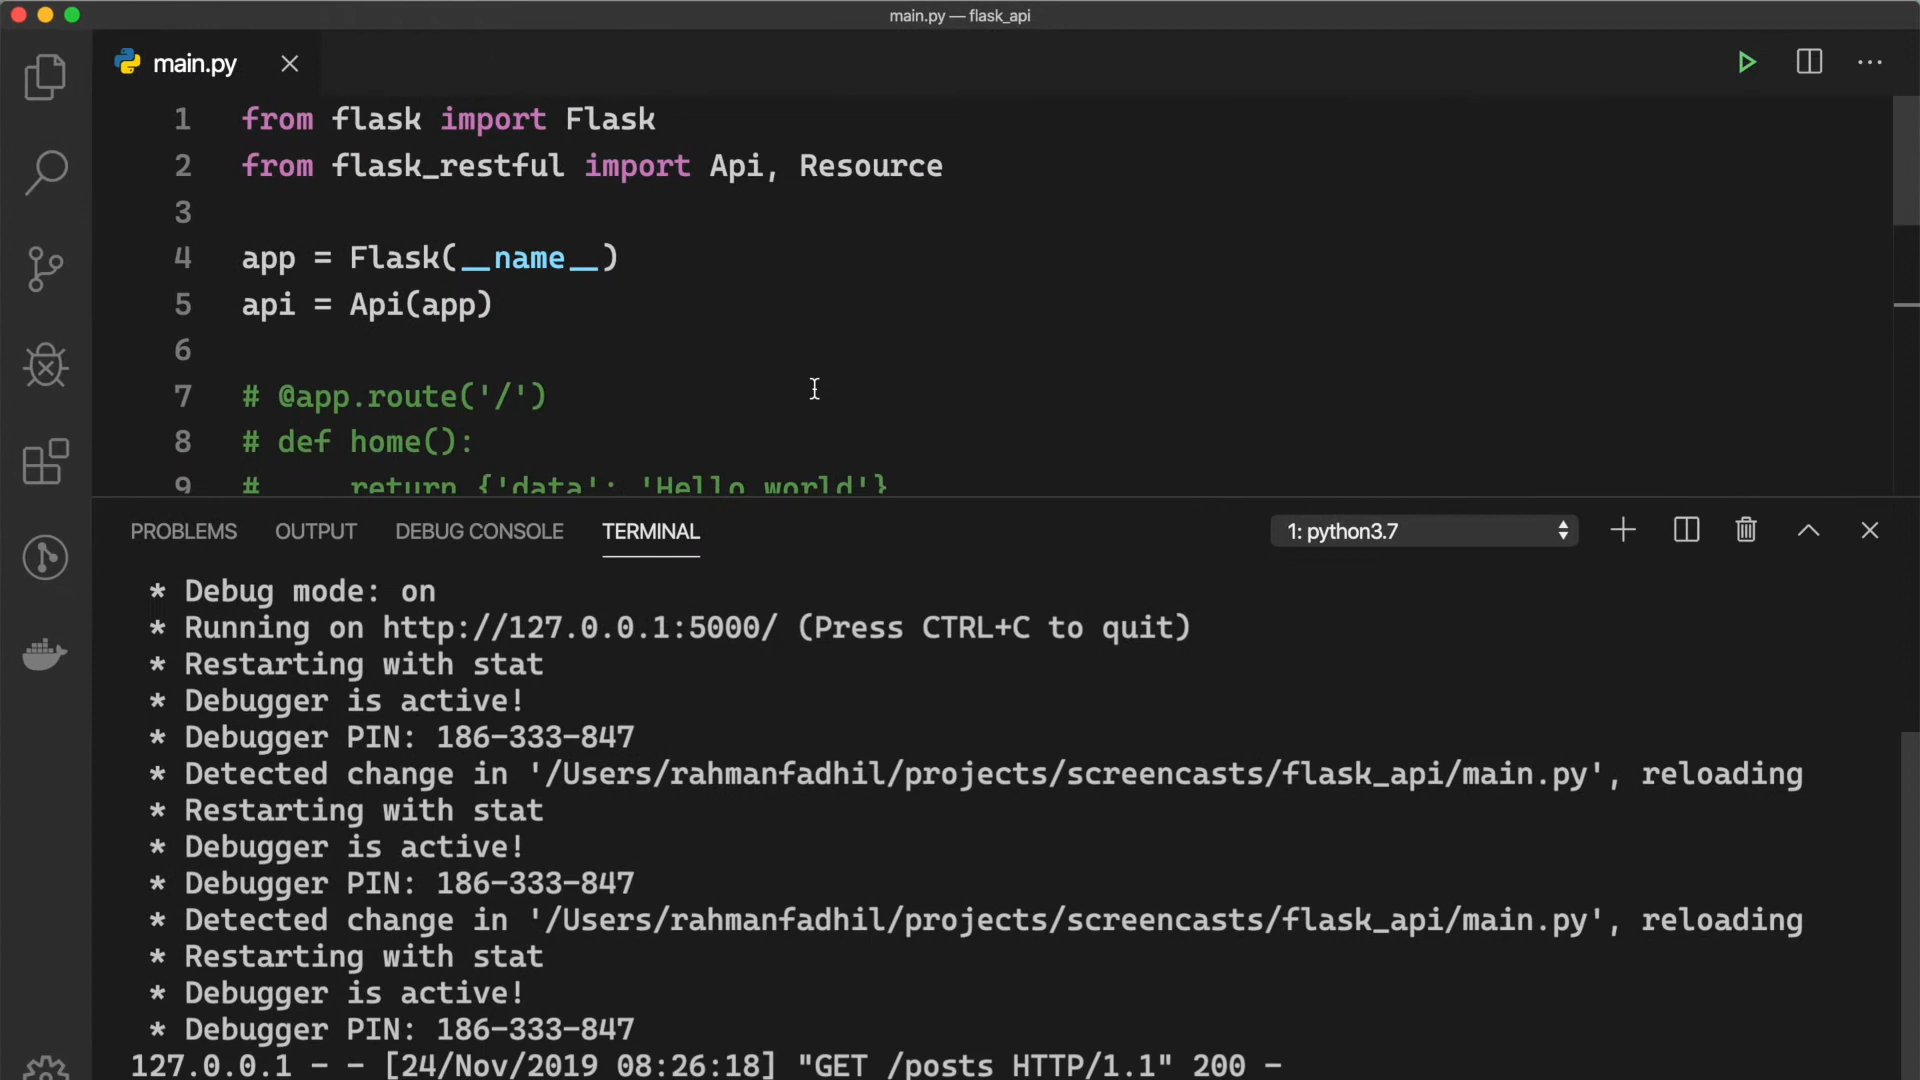 main.py — flask_api
main.py
1 from flask import Flask
2 from flask_restful import Api, Resource
3
4 app = Flask(__name__)
5 api = Api(app)
6
7 # @app.route('/')
8 # def home():
9 #     return {'data': 'Hello world'}
PROBLEMS OUTPUT DEBUG CONSOLE TERMINAL 1: python3.7
* Debug mode: on
* Running on http://127.0.0.1:5000/ (Press CTRL+C to quit)
* Restarting with stat
* Debugger is active!
* Debugger PIN: 186-333-847
* Detected change in '/Users/rahmanfadhil/projects/screencasts/flask_api/main.py', reloading
* Restarting with stat
* Debugger is active!
* Debugger PIN: 186-333-847
* Detected change in '/Users/rahmanfadhil/projects/screencasts/flask_api/main.py', reloading
* Restarting with stat
* Debugger is active!
* Debugger PIN: 186-333-847
127.0.0.1 - - [24/Nov/2019 08:26:18] "GET /posts HTTP/1.1" 200 -